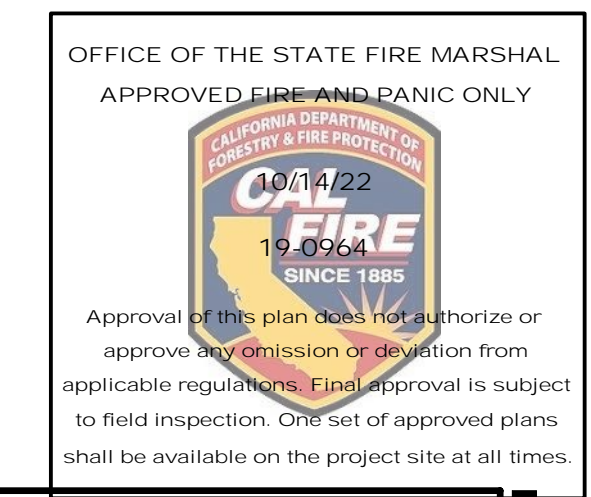 OFFICE OF THE STATE FIRE MARSHAL
APPROVED FIRE AND PANIC ONLY
CALIFORNIA DEPARTMENT OF
FORESTRY & FIRE PROTECTION
10/14/22
CAL
FIRE
19-0964
SINCE 1885
Approval of this plan does not authorize or
approve any omission or deviation from
applicable regulations. Final approval is subject
to field inspection. One set of approved plans
shall be available on the project site at all times.